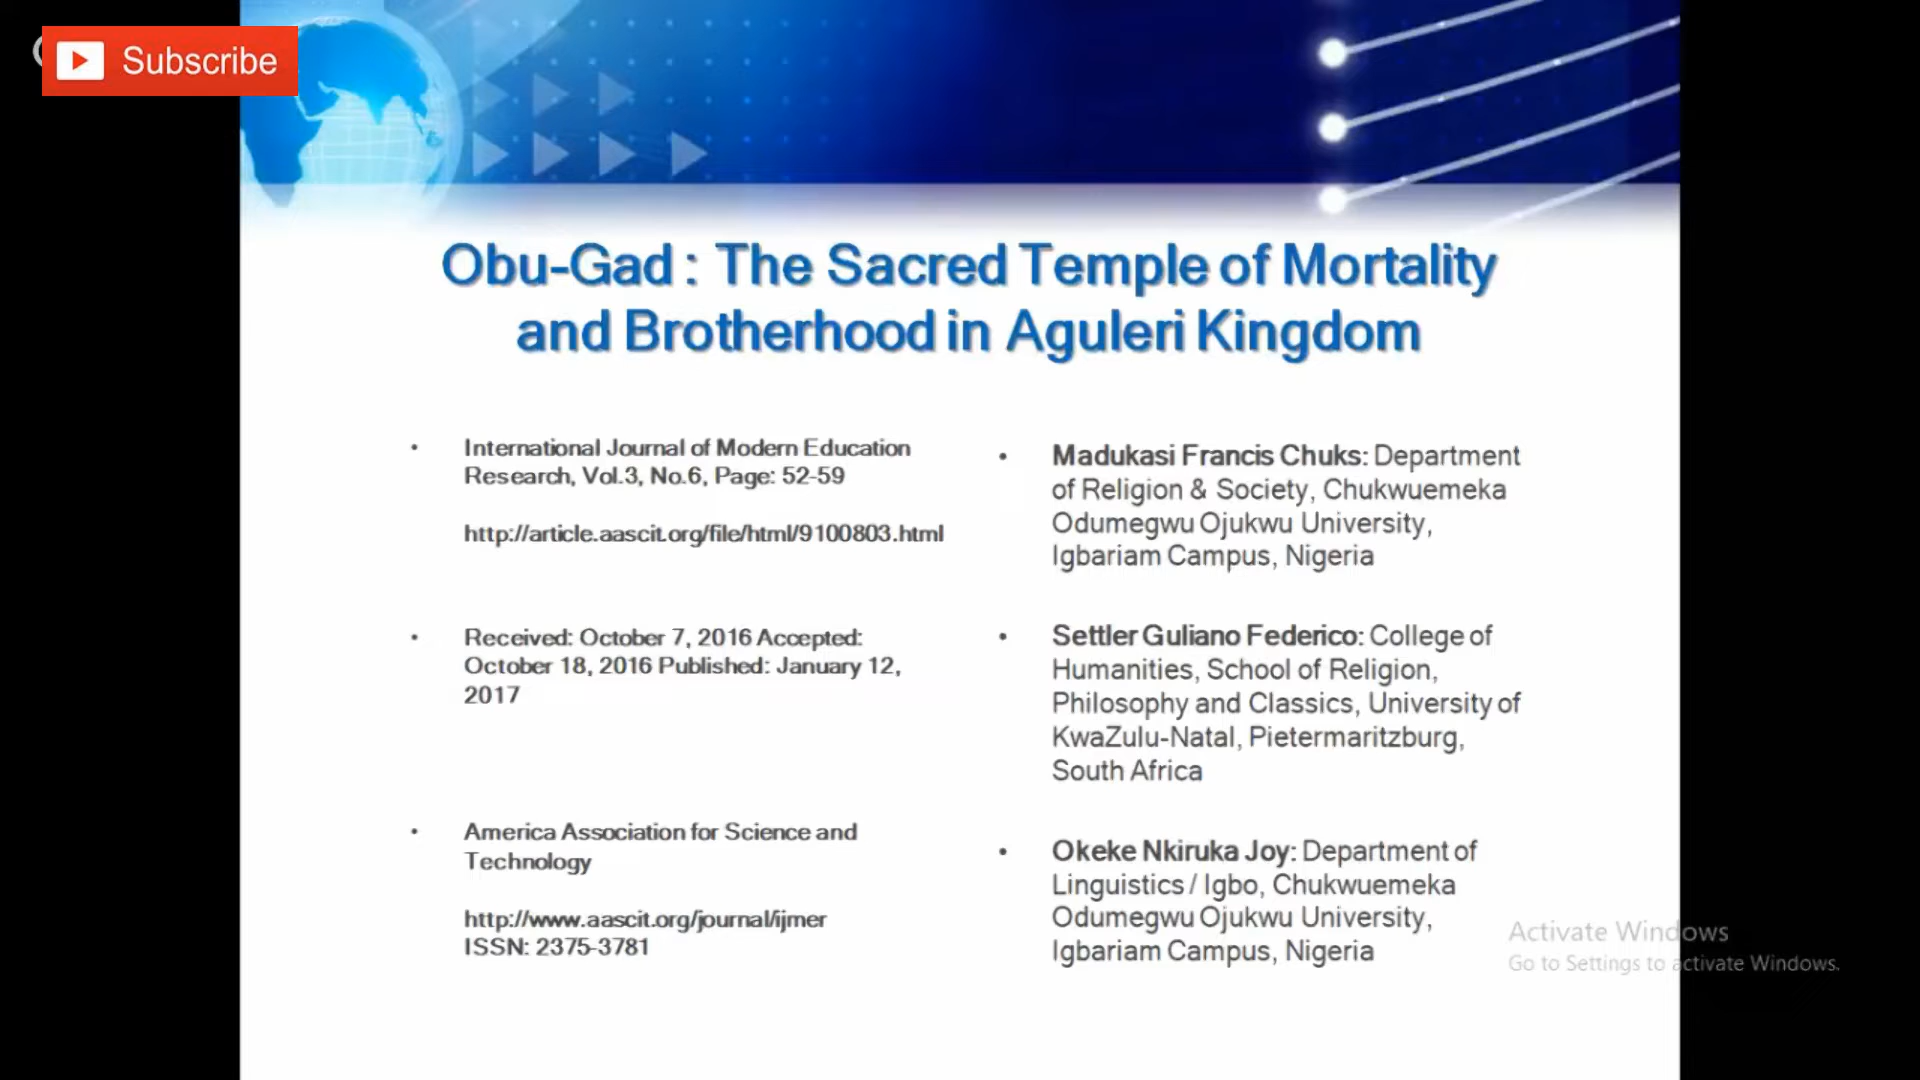 Subscribe
Obu-Gad : The Sacred Temple of Mortality
and Brotherhood in Aguleri Kingdom
• International Journal of Modern Education
Research, Vol.3, No.6, Page: 52-59
http://article.aascit.org/file/html/9100803.html
• Received: October 7, 2016 Accepted:
October 18, 2016 Published: January 12,
2017
• America Association for Science and
Technology
http://www.aascit.org/journal/ijmer
ISSN: 2375-3781
• Madukasi Francis Chuks: Department
of Religion & Society, Chukwuemeka
Odumegwu Ojukwu University,
Igbariam Campus, Nigeria
• Settler Guliano Federico: College of
Humanities, School of Religion,
Philosophy and Classics, University of
KwaZulu-Natal, Pietermaritzburg,
South Africa
• Okeke Nkiruka Joy: Department of
Linguistics / Igbo, Chukwuemeka
Odumegwu Ojukwu University,
Igbariam Campus, Nigeria
Activate Windows
Go to Settings to activate Windows.